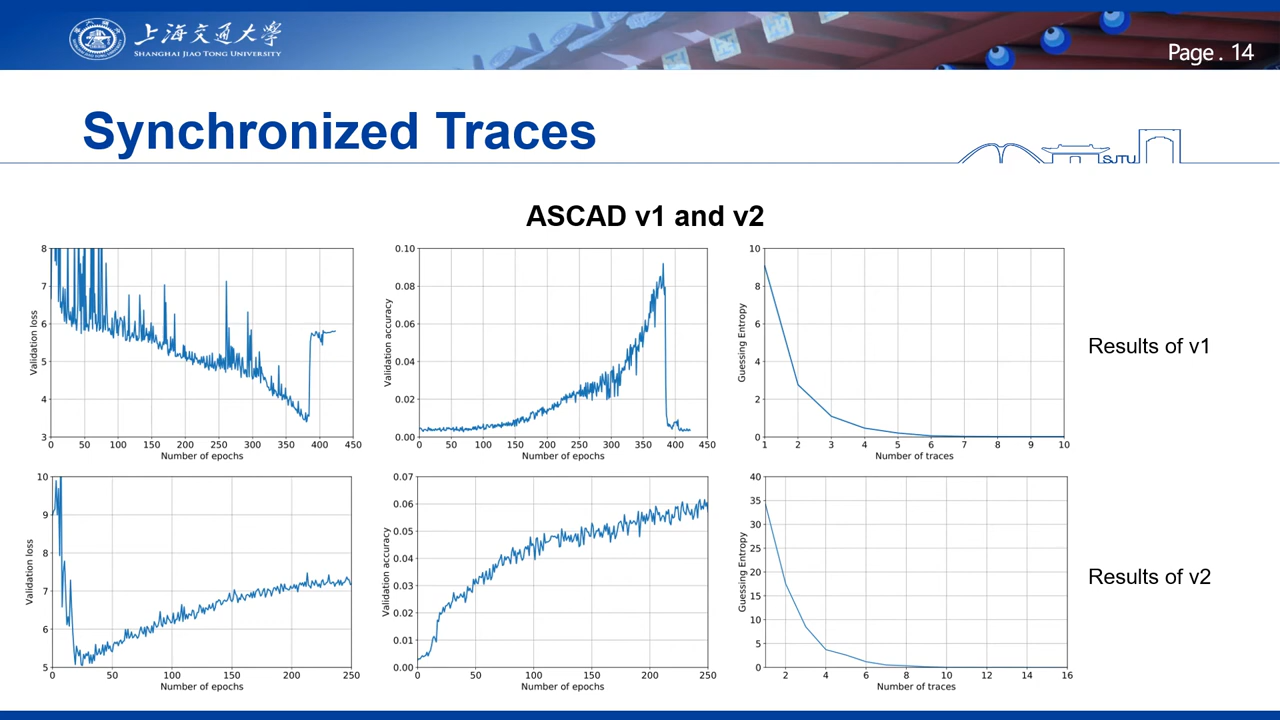 上海交通大学
SHANGHAI JIAO TONG UNIVERSITY
Page . 14
Synchronized Traces
SJTU
ASCAD v1 and v2
8
7
6
5
4
3
Validation loss
0 50 100 150 200 250 300 350 400 450
Number of epochs
0.10
0.08
0.06
0.04
0.02
0.00
Validation accuracy
0 50 100 150 200 250 300 350 400 450
Number of epochs
10
8
6
4
2
0
Guessing Entropy
1 2 3 4 5 6 7 8 9 10
Number of traces
Results of v1
10
9
8
7
6
5
Validation loss
0 50 100 150 200 250
Number of epochs
0.07
0.06
0.05
0.04
0.03
0.02
0.01
0.00
Validation accuracy
0 50 100 150 200 250
Number of epochs
40
35
30
25
20
15
10
5
0
Guessing Entropy
2 4 6 8 10 12 14 16
Number of traces
Results of v2